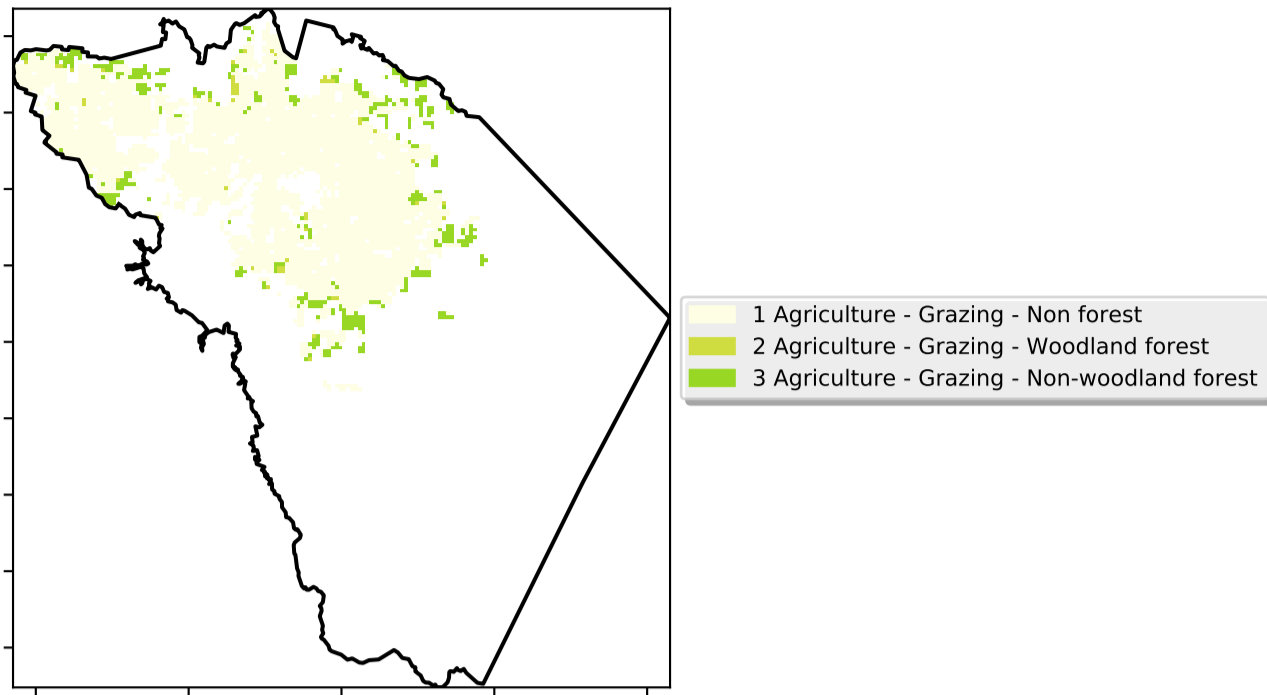 1 Agriculture - Grazing - Non forest
2 Agriculture - Grazing - Woodland forest
3 Agriculture - Grazing - Non-woodland forest